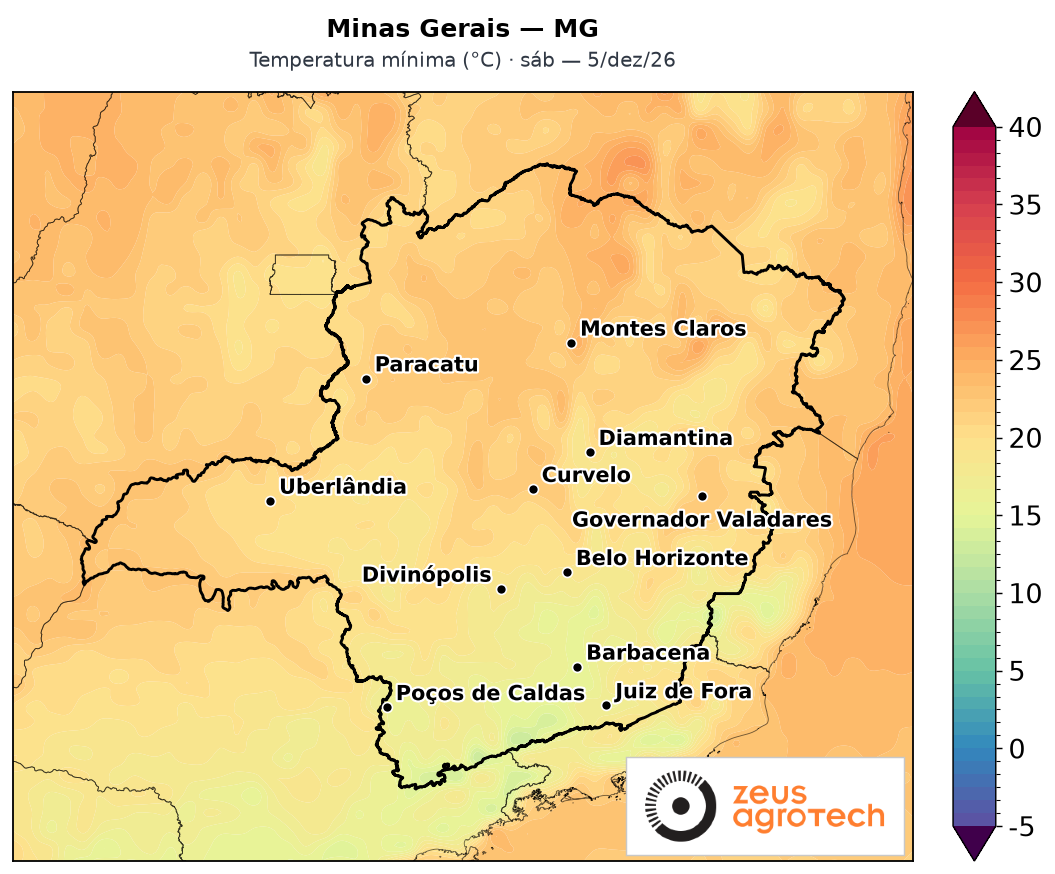 Minas Gerais — MG
Temperatura mínima (°C) · sáb — 5/dez/26
40
35
30
25
20
15
10
5
0
-5
Montes Claros
Paracatu
Diamantina
Curvelo
Uberlândia
Governador Valadares
Belo Horizonte
Divinópolis
Barbacena
Poços de Caldas
Juiz de Fora
zeus
agroTech